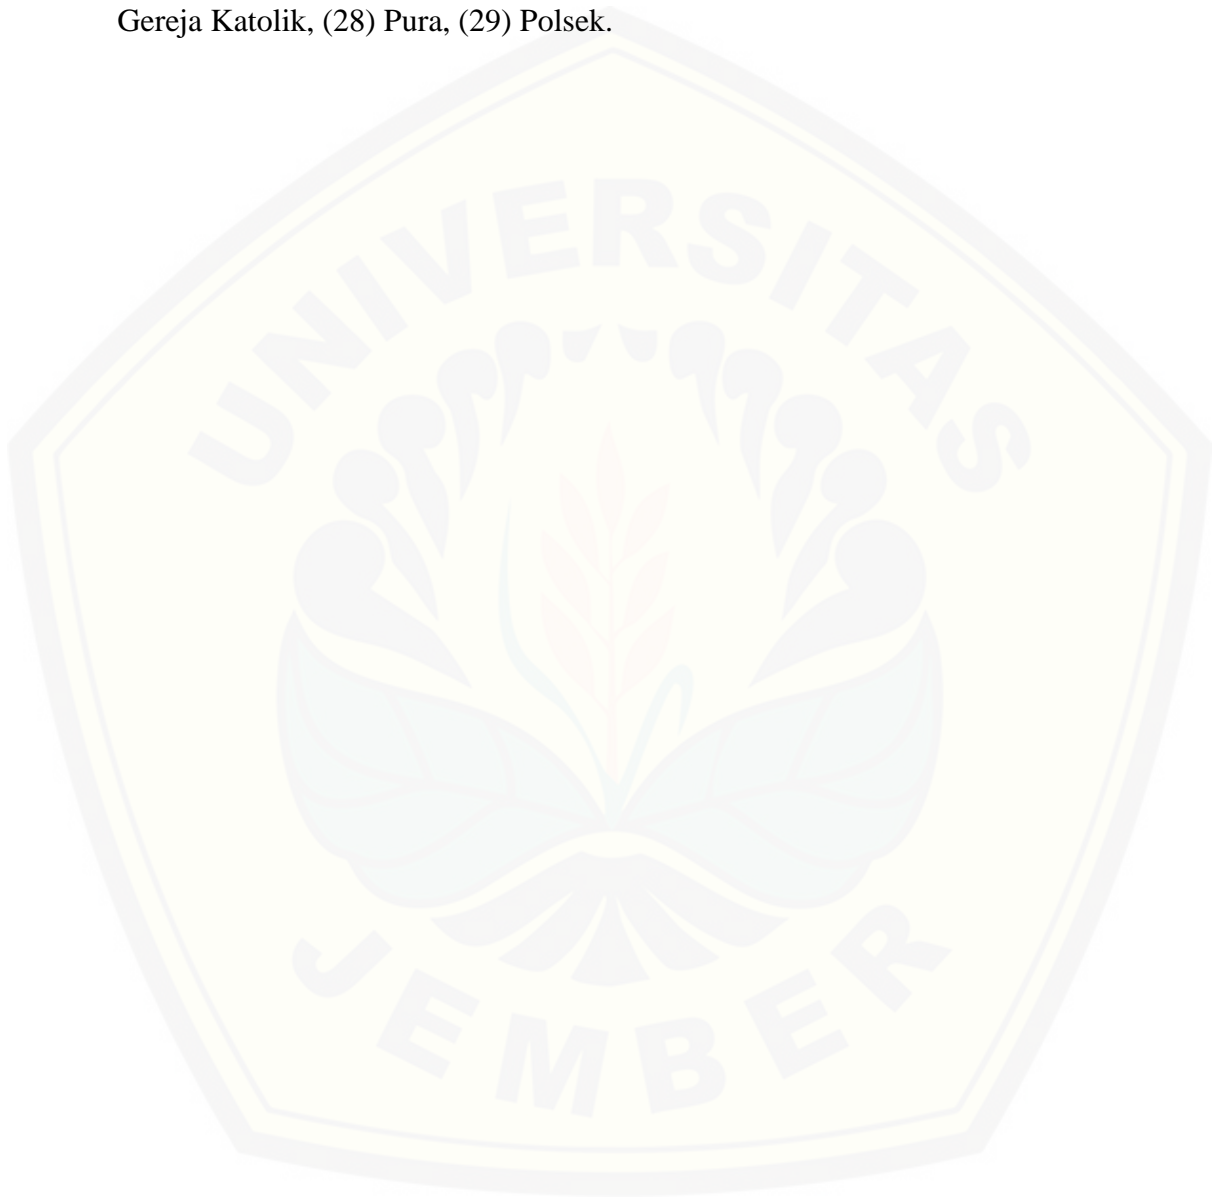 Gereja Katolik, (28) Pura, (29) Polsek.
UNIVERSITAS
JEMBER